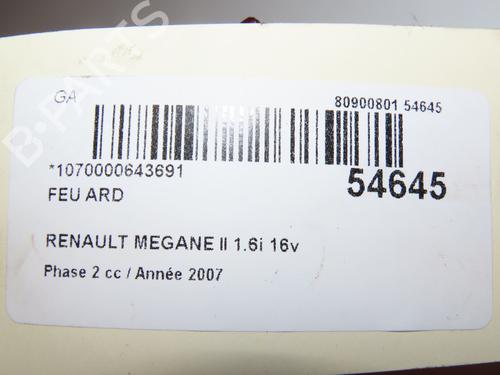 GA
80900801 54645
*1070000643691
54645
FEU ARD
RENAULT MEGANE II 1.6i 16v
Phase 2 cc / Année 2007
B-PARTS